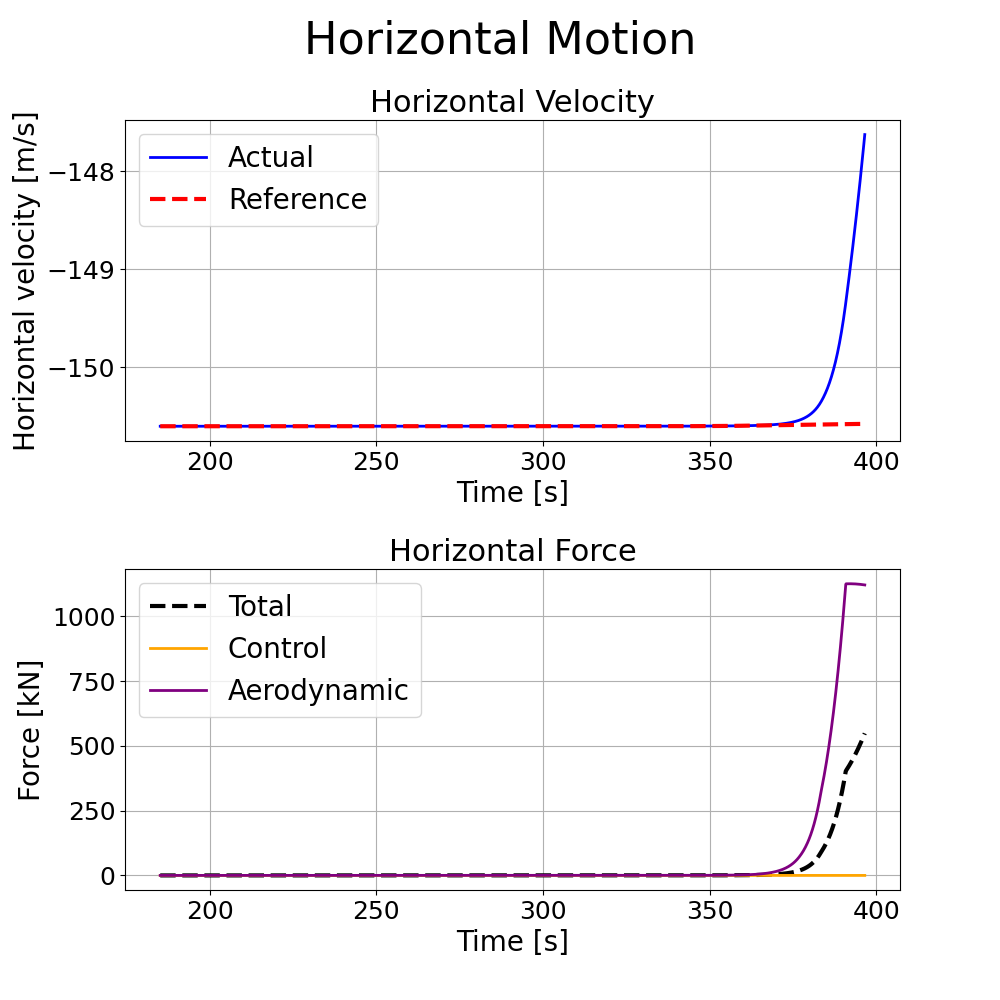 Horizontal Motion
Horizontal Velocity
Horizontal velocity [m/s]
−148
−149
−150
Actual
Reference
200 250 300 350 400
Time [s]
Horizontal Force
Force [kN]
1000
750
500
250
0
Total
Control
Aerodynamic
200 250 300 350 400
Time [s]